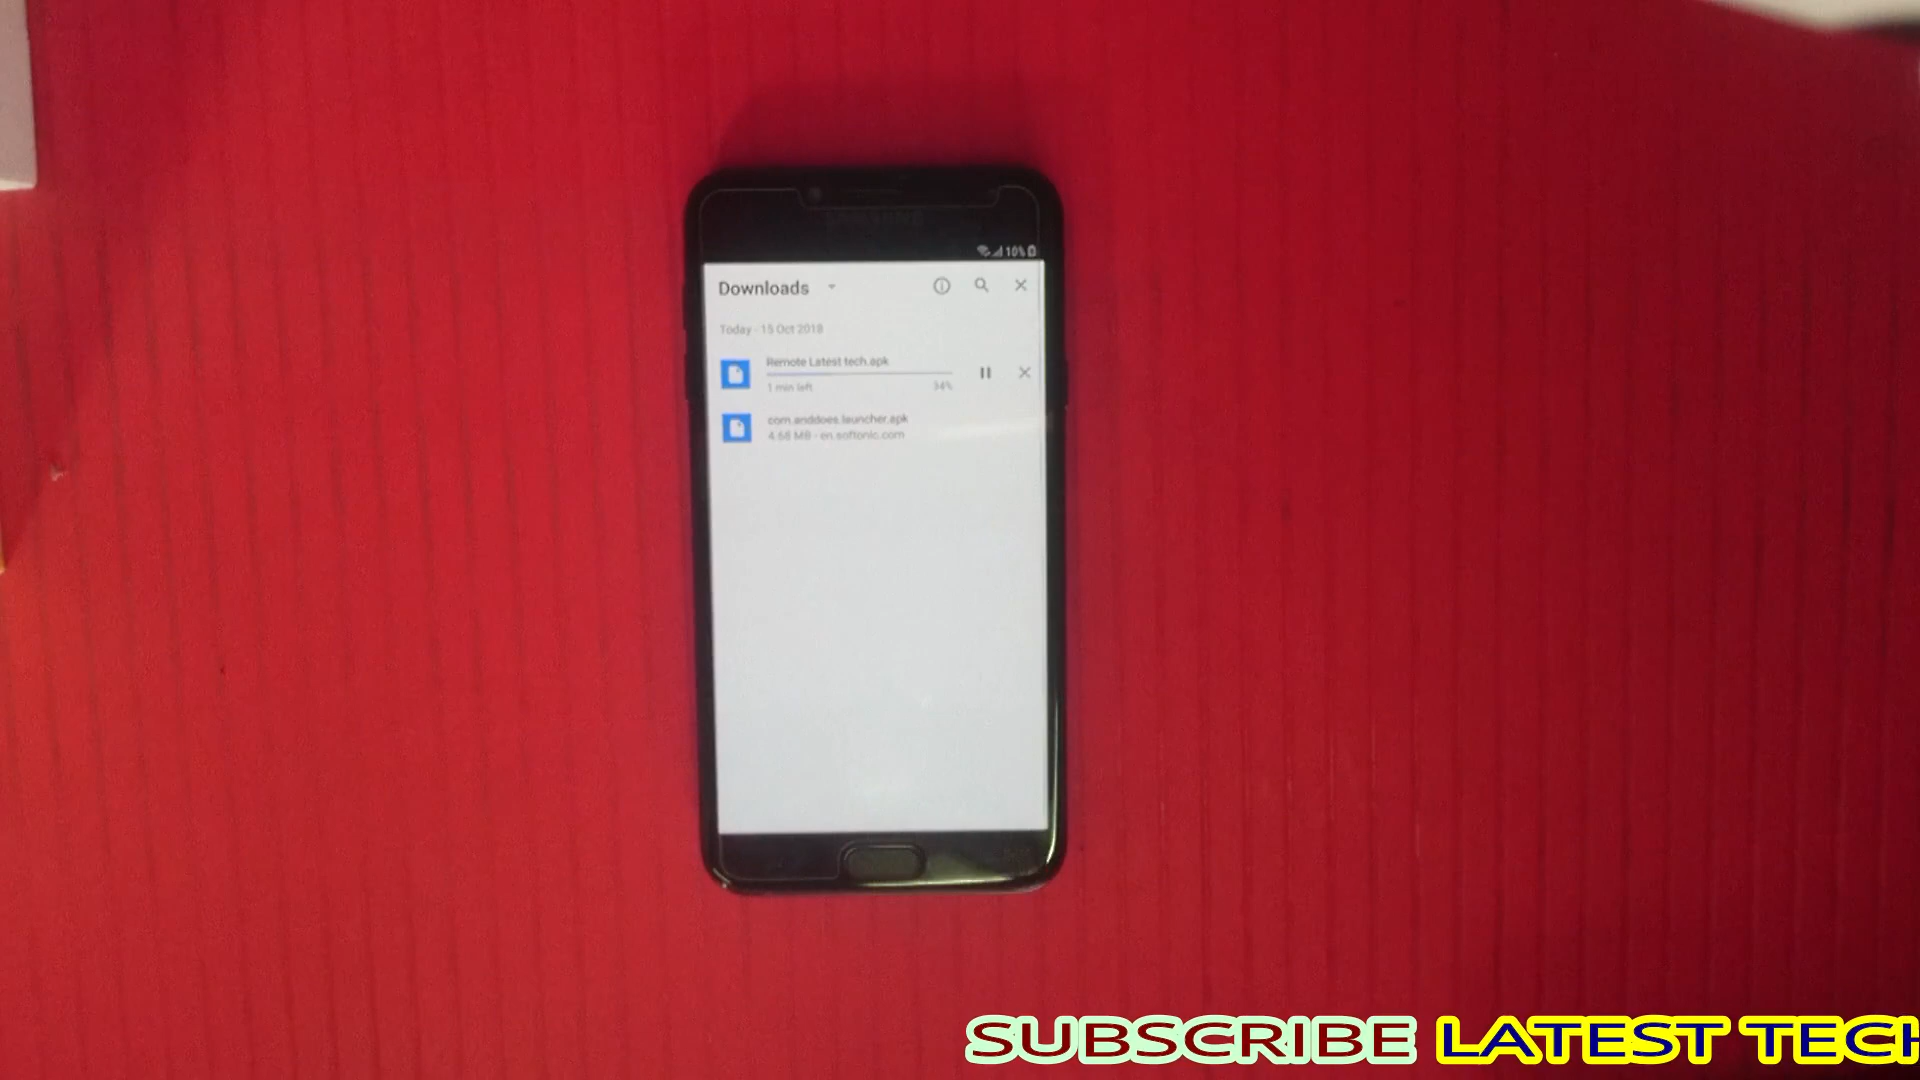 10%
Downloads
Today - 15 Oct 2018
Remote Latest tech.apk
1 min left 34%
com.anddoes.launcher.apk
4.68 MB - en.softonic.com
SUBSCRIBE LATEST TECH